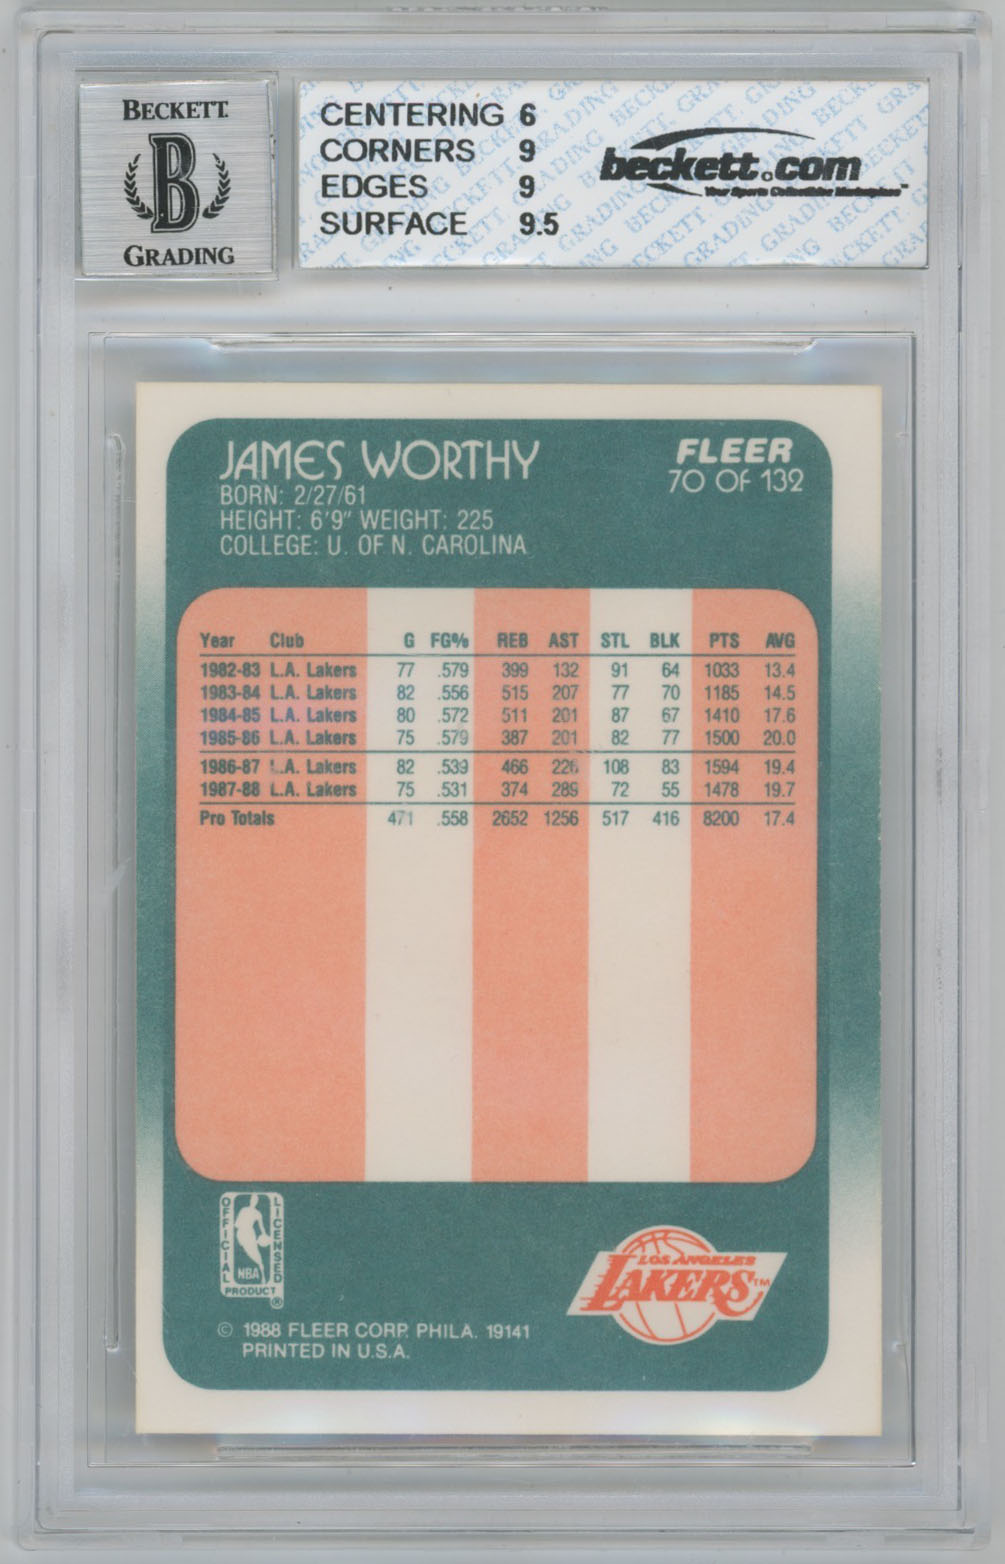 BECKETT
B
GRADING
CENTERING 6
CORNERS 9
EDGES 9
SURFACE 9.5
beckett.com
Your Sports Collectibles Marketplace™
JAMES WORTHY
BORN: 2/27/61
HEIGHT: 6'9" WEIGHT: 225
COLLEGE: U. OF N. CAROLINA
FLEER
70 OF 132
Year Club G FG% REB AST STL BLK PTS AVG
1982-83 L.A. Lakers 77 .579 399 132 91 64 1033 13.4
1983-84 L.A. Lakers 82 .556 515 207 77 70 1185 14.5
1984-85 L.A. Lakers 80 .572 511 201 87 67 1410 17.6
1985-86 L.A. Lakers 75 .579 387 201 82 77 1500 20.0
1986-87 L.A. Lakers 82 .539 466 226 108 83 1594 19.4
1987-88 L.A. Lakers 75 .531 374 289 72 55 1478 19.7
Pro Totals 471 .558 2652 1256 517 416 8200 17.4
OFFICIAL
LICENSED
NBA
PRODUCT
®
LOS ANGELES
LAKERS™
© 1988 FLEER CORP. PHILA. 19141
PRINTED IN U.S.A.